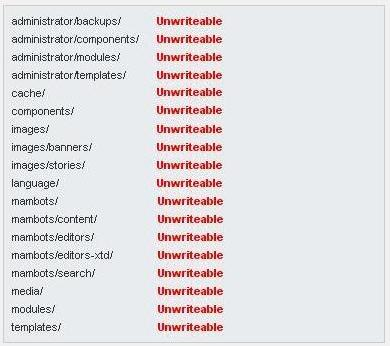 administrator/backups/ Unwriteable
administrator/components/ Unwriteable
administrator/modules/ Unwriteable
administrator/templates/ Unwriteable
cache/ Unwriteable
components/ Unwriteable
images/ Unwriteable
images/banners/ Unwriteable
images/stories/ Unwriteable
language/ Unwriteable
mambots/ Unwriteable
mambots/content/ Unwriteable
mambots/editors/ Unwriteable
mambots/editors-xtd/ Unwriteable
mambots/search/ Unwriteable
media/ Unwriteable
modules/ Unwriteable
templates/ Unwriteable